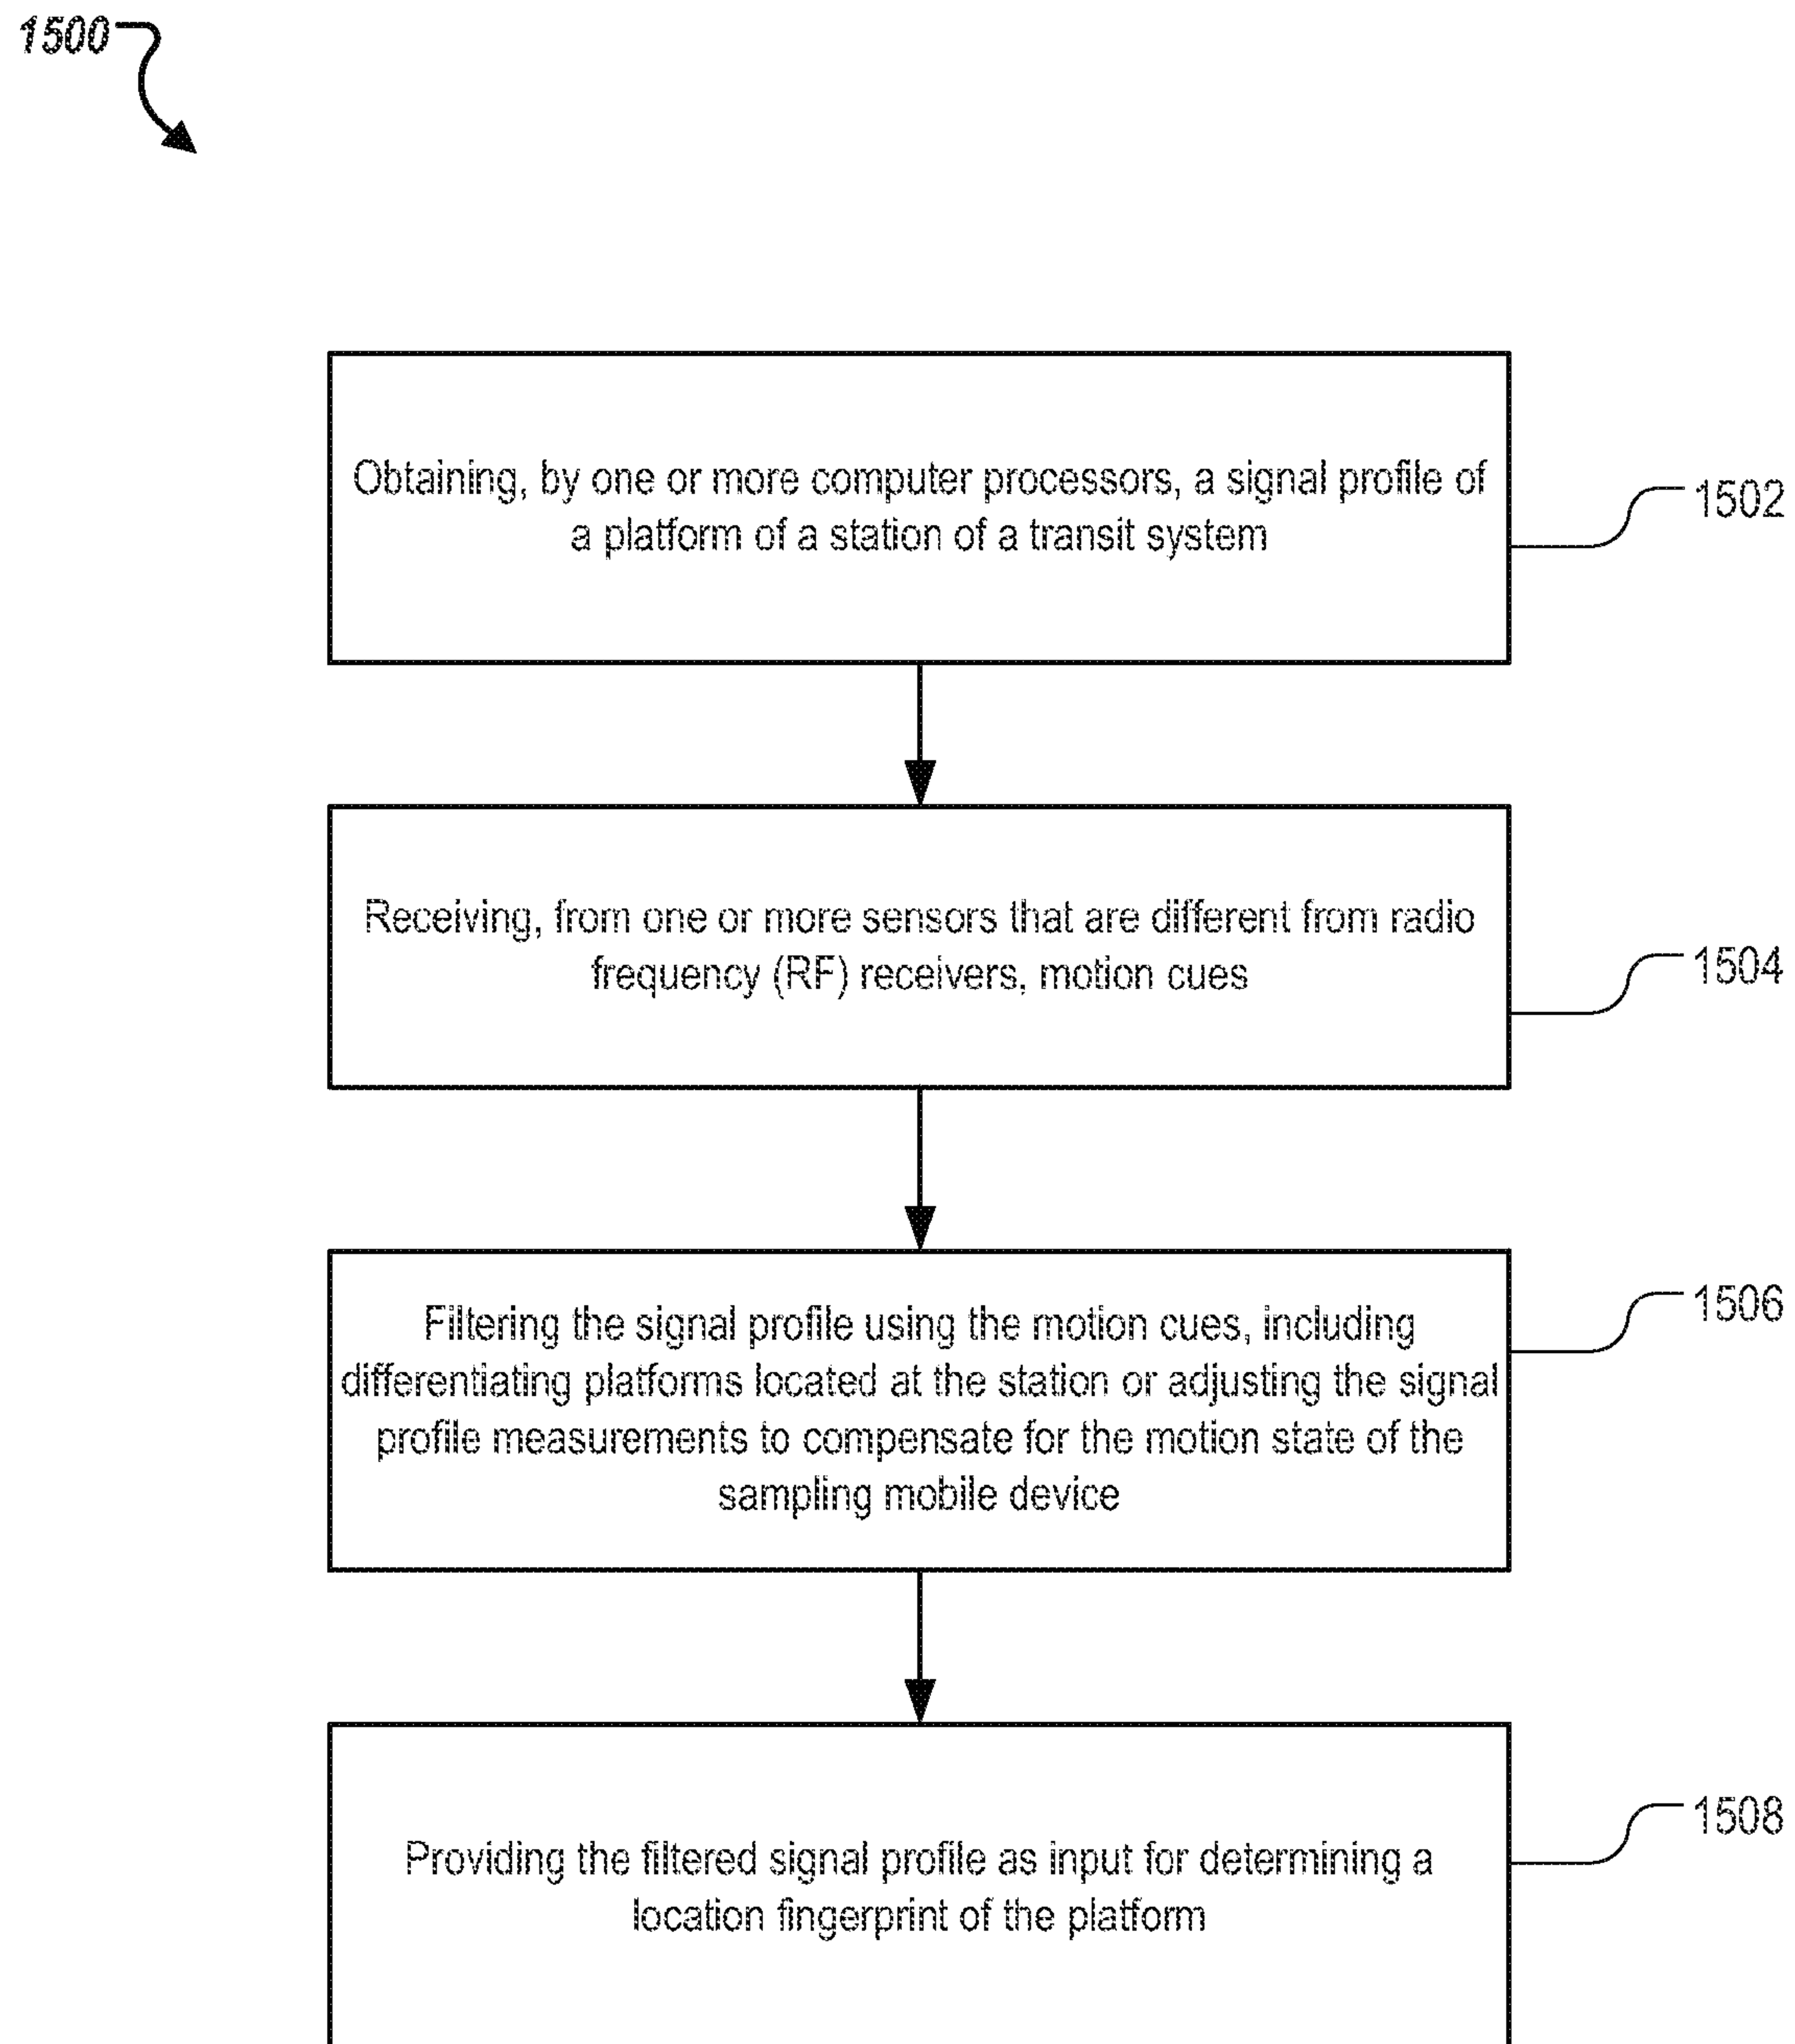 1500
Obtaining, by one or more computer processors, a signal profile of
a platform of a station of a transit system
1502
Receiving, from one or more sensors that are different from radio
frequency (RF) receivers, motion cues
1504
Filtering the signal profile using the motion cues, including
differentiating platforms located at the station or adjusting the signal
profile measurements to compensate for the motion state of the
sampling mobile device
1506
Providing the filtered signal profile as input for determining a
location fingerprint of the platform
1508